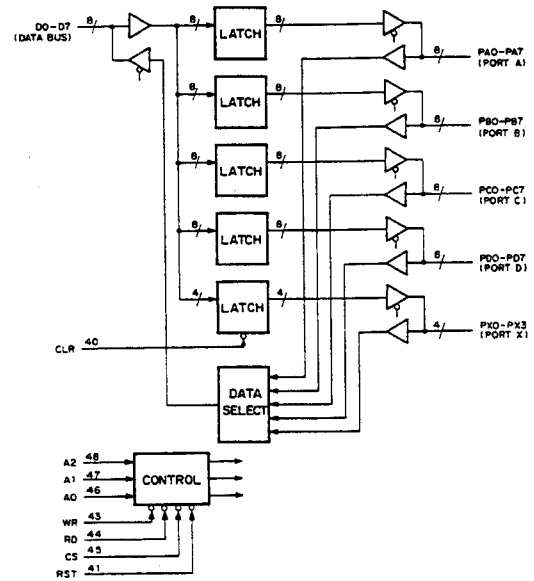 D0-D7 8 8 LATCH 8 8 PA0-PA7
(DATA BUS) (PORT A)
8 LATCH 8 8 PB0-PB7
(PORT B)
8 LATCH 8 8 PC0-PC7
(PORT C)
8 LATCH 8 8 PD0-PD7
(PORT D)
4 LATCH 4 4 PX0-PX3
(PORT X)
CLR 40
DATA
SELECT
A2 48
A1 47 CONTROL
A0 46
WR 43
RD 44
CS 45
RST 41